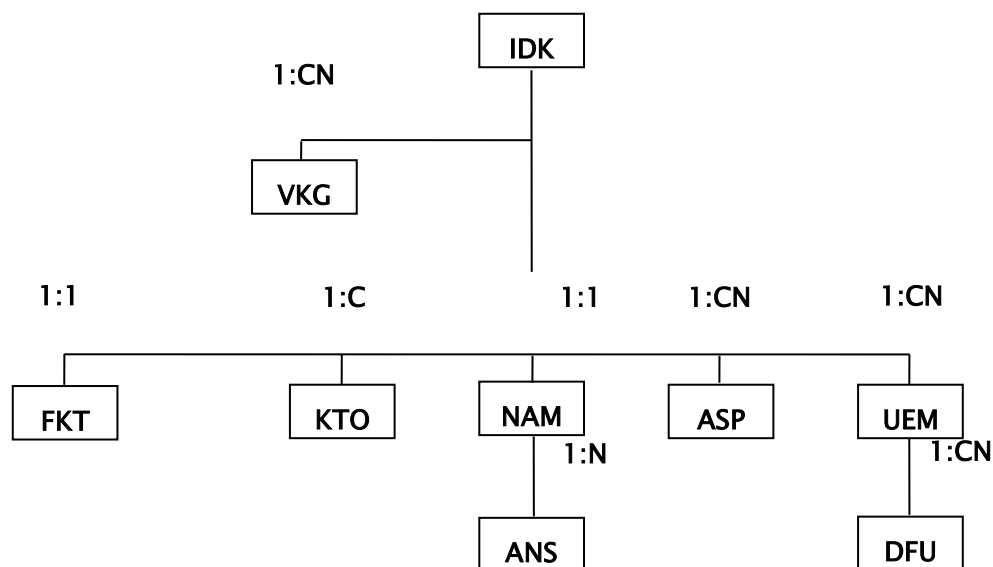 IDK
1:CN
VKG
1:1 1:C 1:1 1:CN 1:CN
FKT KTO NAM ASP UEM
1:N 1:CN
ANS DFU